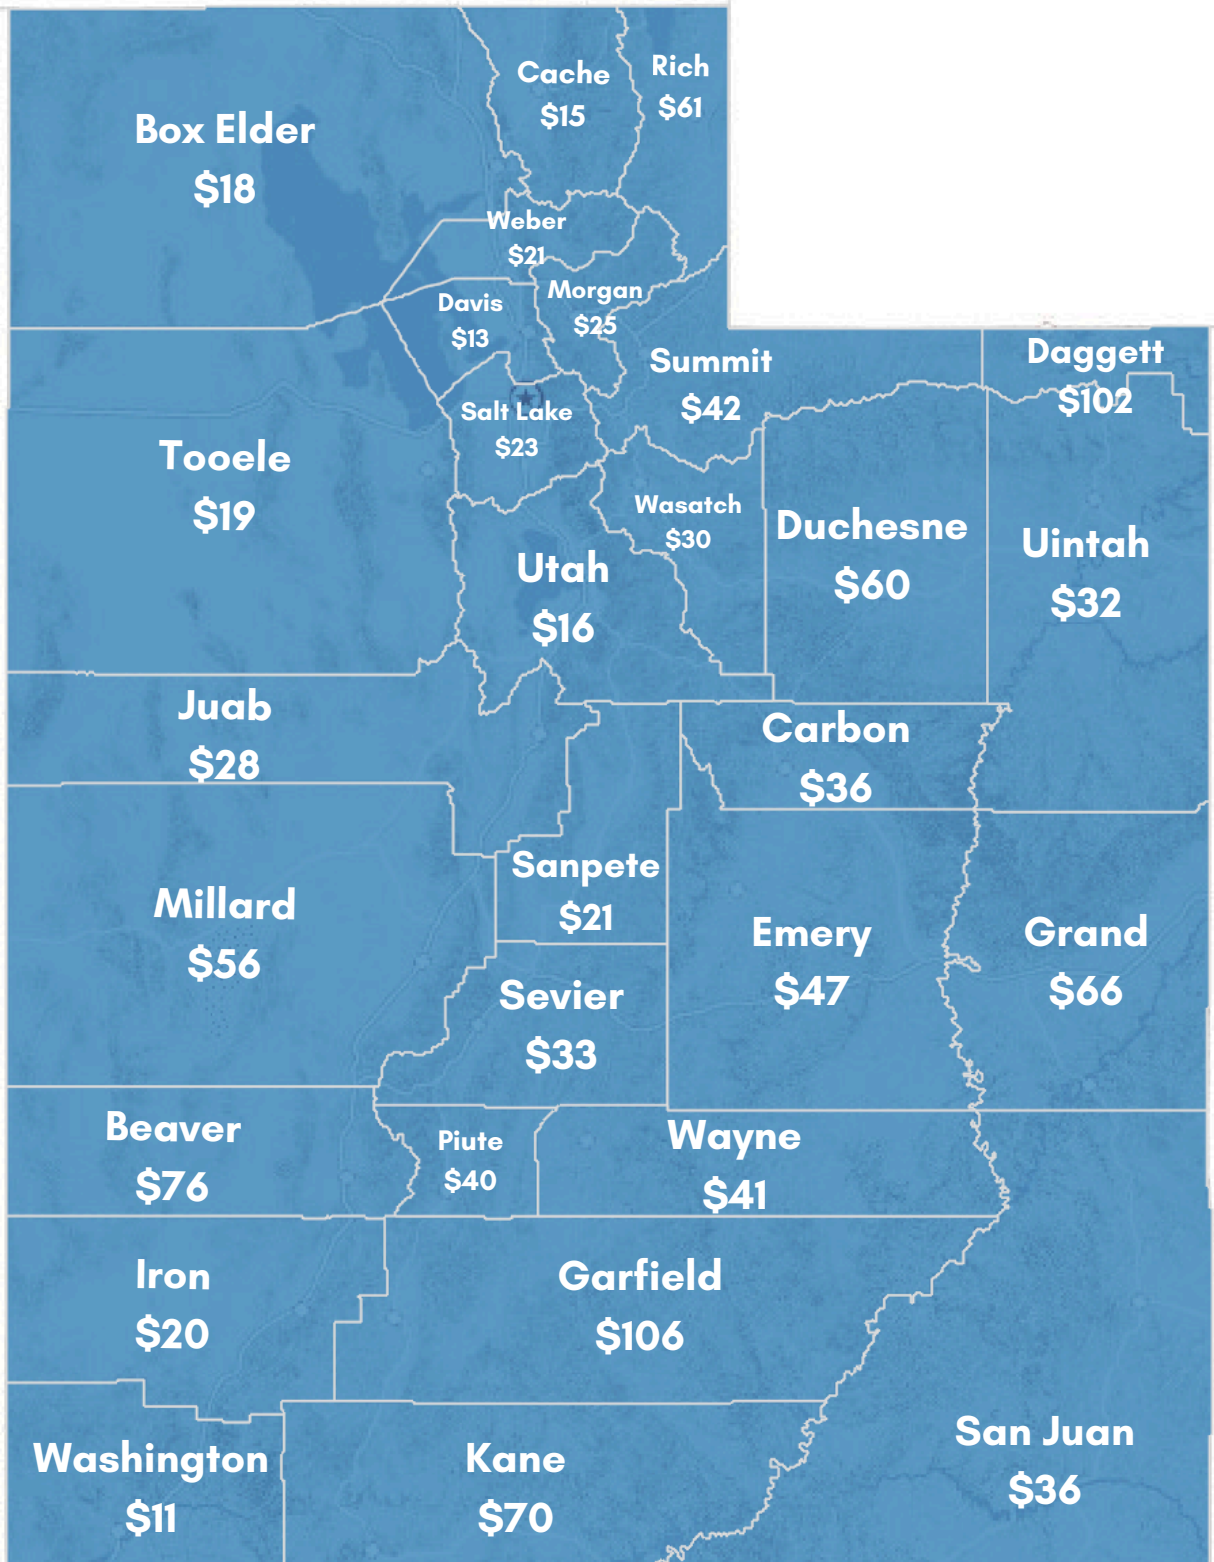 Cache
$15
Rich
$61
Box Elder
$18
Weber
$21
Davis
$13
Morgan
$25
Summit
$42
Daggett
$102
Salt Lake
$23
Tooele
$19
Wasatch
$30
Duchesne
$60
Uintah
$32
Utah
$16
Juab
$28
Carbon
$36
Millard
$56
Sanpete
$21
Emery
$47
Grand
$66
Sevier
$33
Beaver
$76
Piute
$40
Wayne
$41
Iron
$20
Garfield
$106
Washington
$11
Kane
$70
San Juan
$36